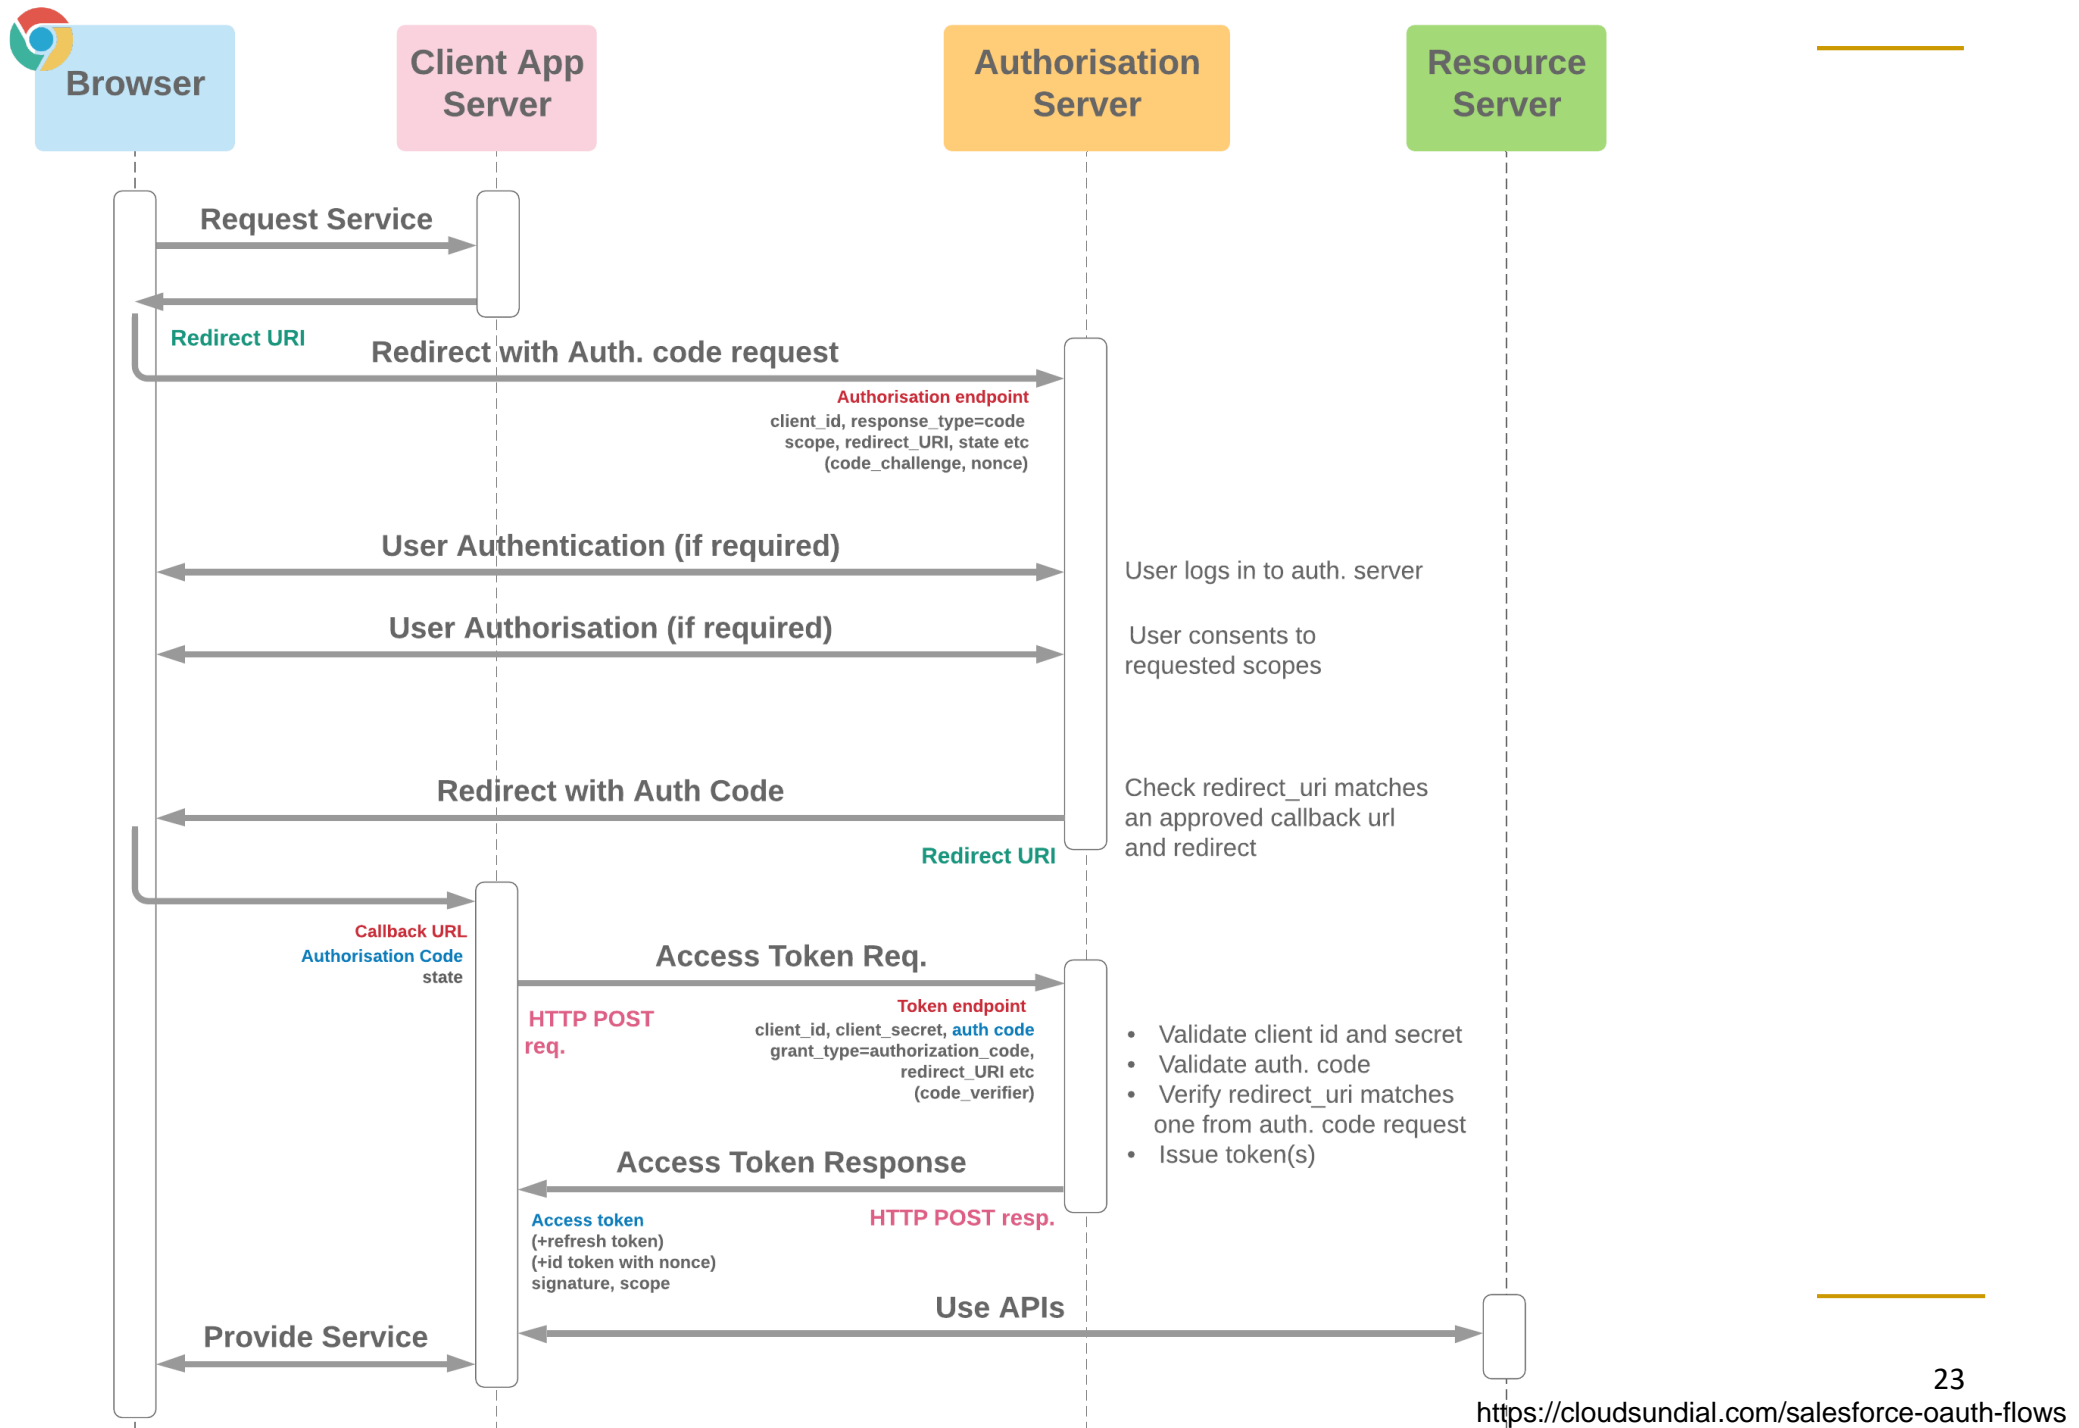 Browser
Client App
Server
Authorisation
Server
Resource
Server
Request Service
Redirect URI
Redirect with Auth. code request
Authorisation endpoint
client_id, response_type=code
scope, redirect_URI, state etc
(code_challenge, nonce)
User Authentication (if required)
User logs in to auth. server
User Authorisation (if required)
User consents to
requested scopes
Redirect with Auth Code
Check redirect_uri matches
an approved callback url
and redirect
Redirect URI
Callback URL
Authorisation Code
state
Access Token Req.
HTTP POST
req.
Token endpoint
client_id, client_secret, auth code
grant_type=authorization_code,
redirect_URI etc
(code_verifier)
• Validate client id and secret
• Validate auth. code
• Verify redirect_uri matches
one from auth. code request
• Issue token(s)
Access Token Response
HTTP POST resp.
Access token
(+refresh token)
(+id token with nonce)
signature, scope
Use APIs
Provide Service
23
https://cloudsundial.com/salesforce-oauth-flows